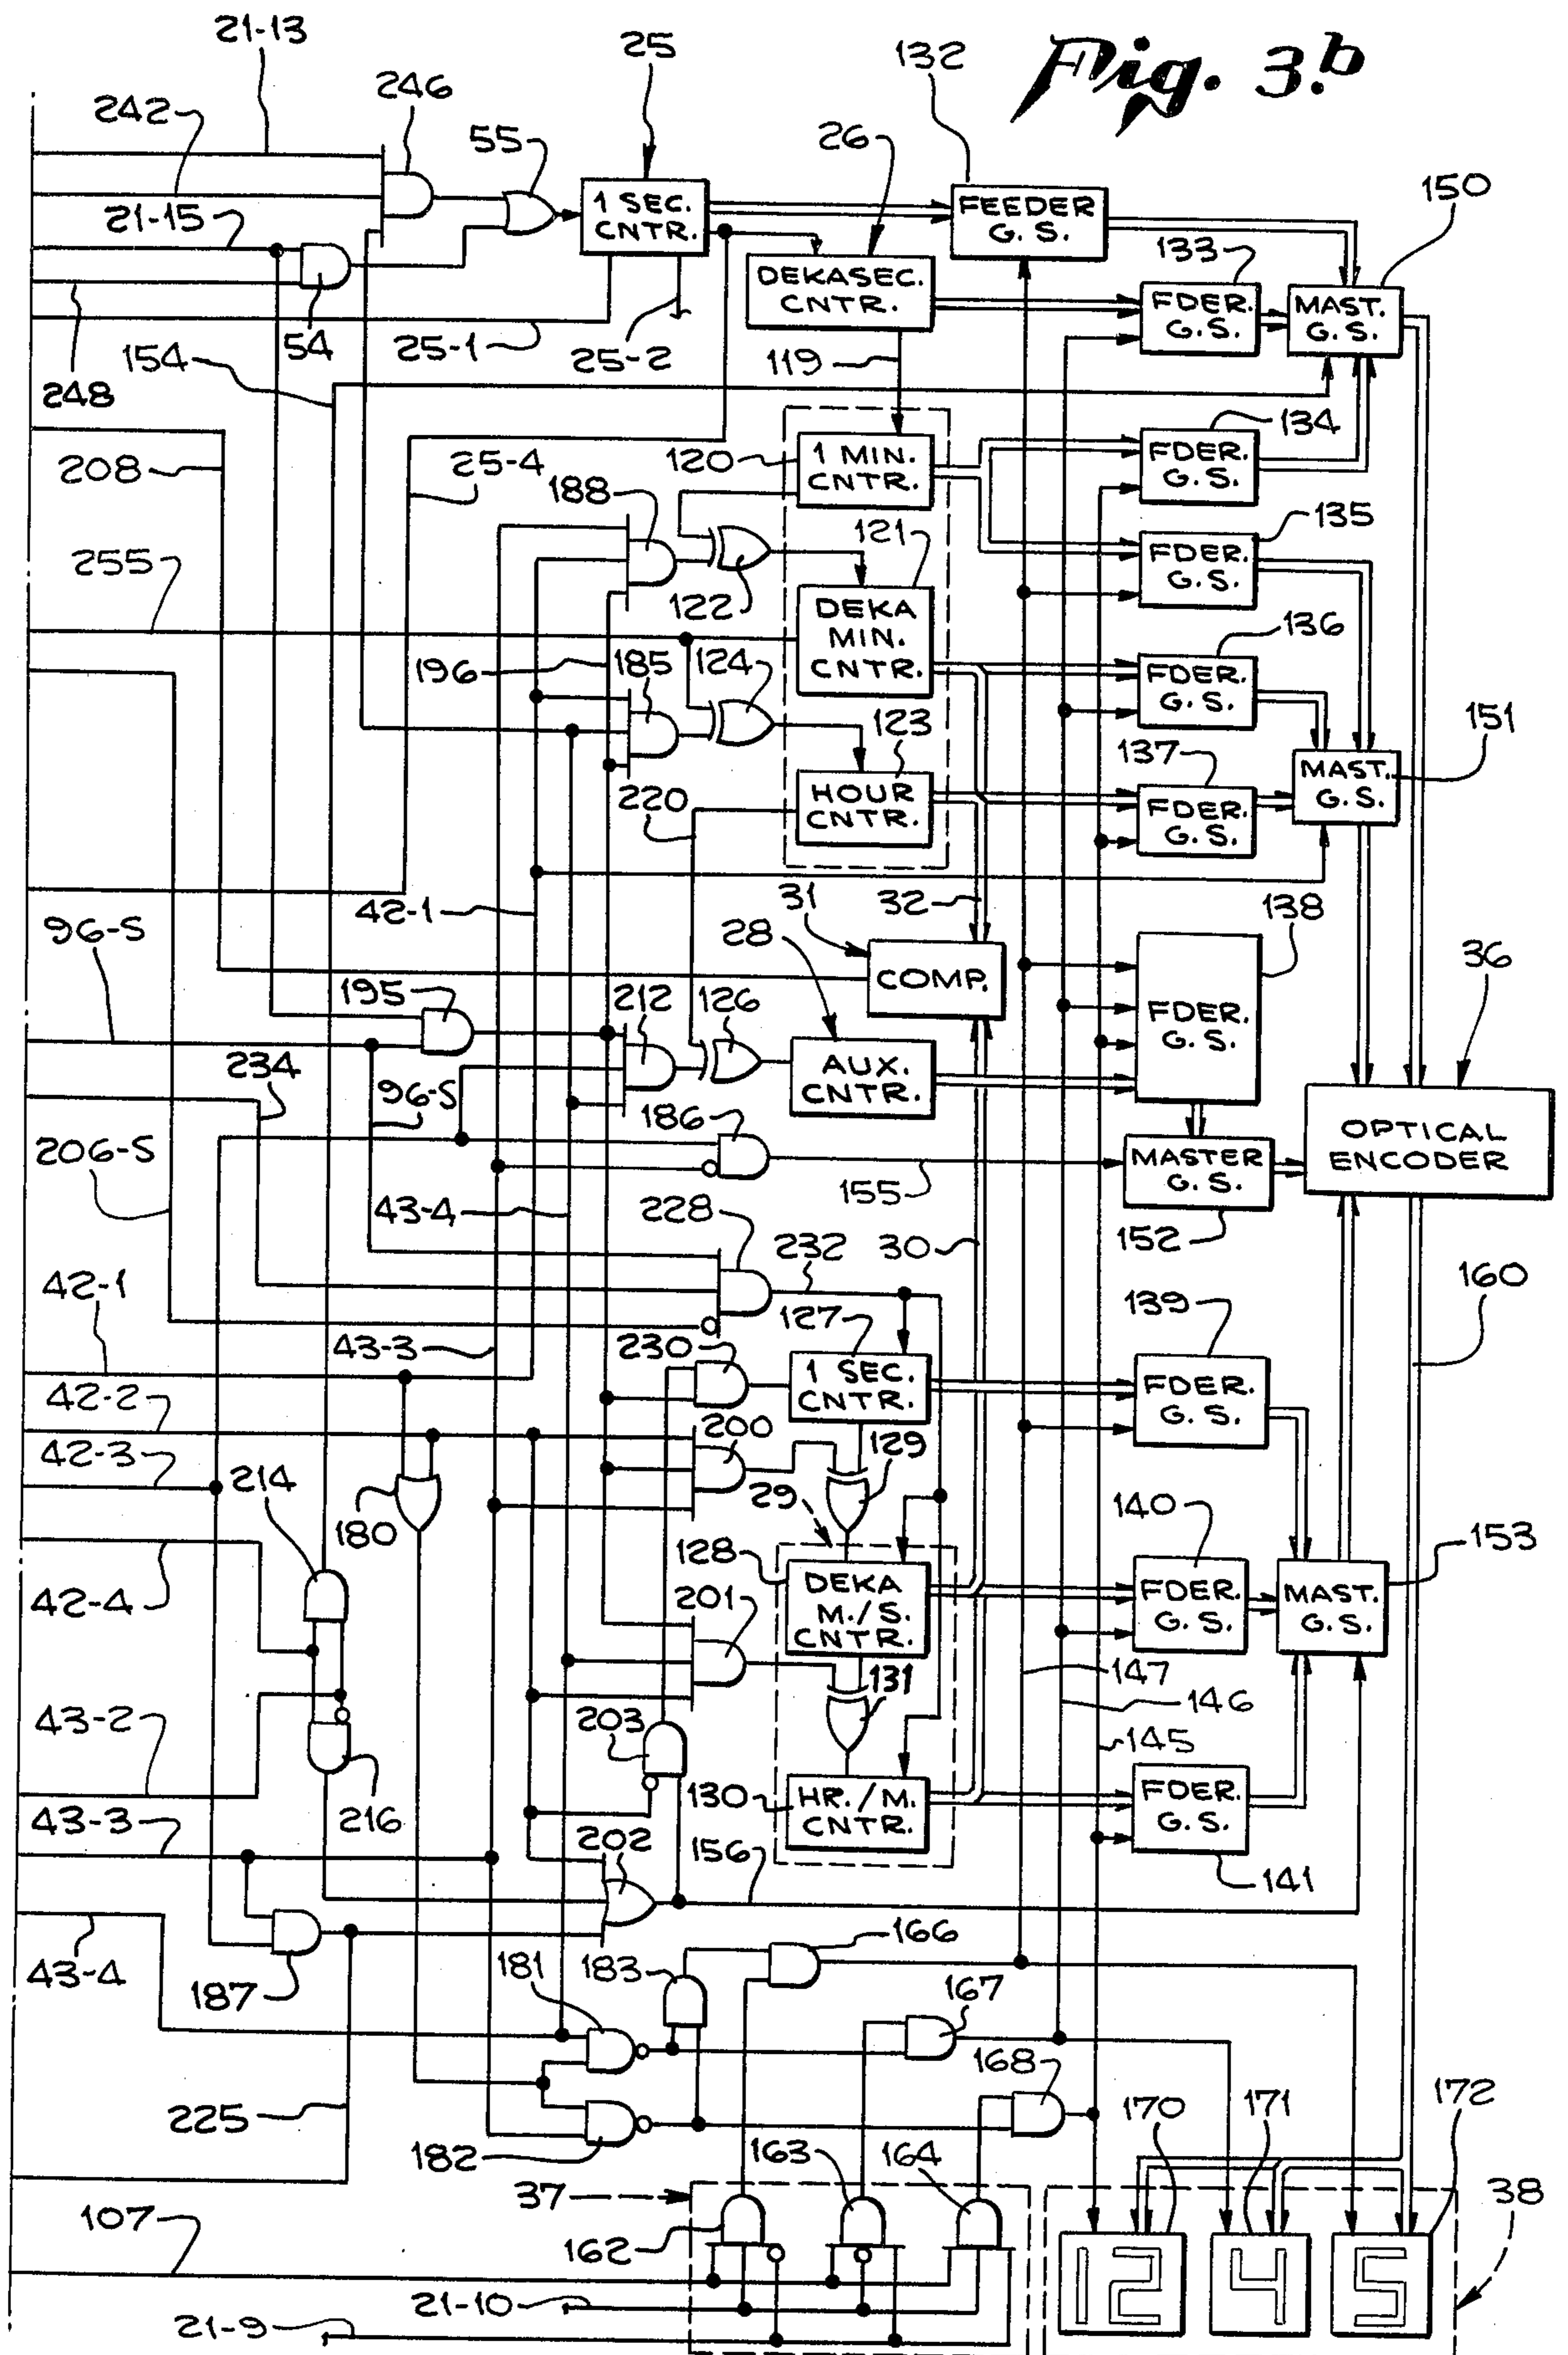 Fig. 3.b
21-13
25
132
242
246
55
26
150
21-15
1 SEC.
CNTR.
FEEDER
G. S.
133
DEKASEC.
CNTR.
FDER.
G. S.
MAST.
G. S.
54
25-1
25-2
154
119
248
134
208
25-4
188
120
1 MIN.
CNTR.
FDER.
G. S.
135
121
255
122
DEKA
MIN.
CNTR.
FDER.
G. S.
136
196
185
124
FDER.
G. S.
151
123
137
MAST.
G. S.
220
HOUR
CNTR.
FDER.
G. S.
42-1
31
32
138
96-S
28
36
195
212
126
COMP.
FDER.
G. S.
234
96-S
AUX.
CNTR.
186
OPTICAL
ENCODER
206-S
43-4
155
MASTER
G. S.
228
152
232
30
160
42-1
139
127
43-3
230
1 SEC.
CNTR.
FDER.
G. S.
42-2
200
42-3
129
214
29
140
180
153
128
42-4
DEKA
M./S.
CNTR.
FDER.
G. S.
MAST.
G. S.
201
131
147
146
43-2
203
145
216
130
HR./M.
CNTR.
FDER.
G. S.
43-3
202
156
141
166
43-4
187
181
183
167
168
225
182
163
164
170
171
172
37
38
107
162
12
4
5
21-10
21-9